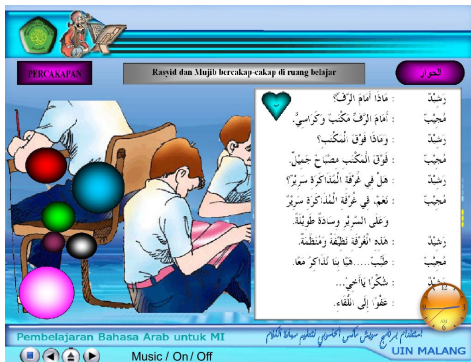 PERCAKAPAN
Rasyid dan Mujib bercakap-cakap di ruang belajar
الحوار
رَشِيْدٌ : مَاذَا أَمَامَ الرَّفِّ؟
مُجِيْبٌ : أَمَامَ الرَّفِّ مَكْتَبٌ وَكَرَاسِيُّ.
رَشِيْدٌ : وَمَاذَا فَوْقَ الْمَكْتَبِ؟
مُجِيْبٌ : فَوْقَ الْمَكْتَبِ مِصْبَاحٌ جَمِيْلٌ.
رَشِيْدٌ : هَلْ فِي غُرْفَةِ الْمُذَاكَرَةِ سَرِيْرٌ؟
مُجِيْبٌ : نَعَمْ، فِي غُرْفَةِ الْمُذَاكَرَةِ سَرِيْرٌ
وَعَلَى السَّرِيْرِ وِسَادَةٌ طَوِيْلَةٌ.
رَشِيْدٌ : هَذِهِ الْغُرْفَةُ نَظِيْفَةٌ وَمُنَظَّمَةٌ.
مُجِيْبٌ : طَيِّبٌ.....هَيَّا بِنَا نُذَاكِرْ مَعًا.
رَشِيْدٌ : شُكْرًا يَاأَخِيْ...
: عَفْوًا إِلَى اللِّقَاءِ.
Pembelajaran Bahasa Arab untuk MI
UIN MALANG
Music / On / Off